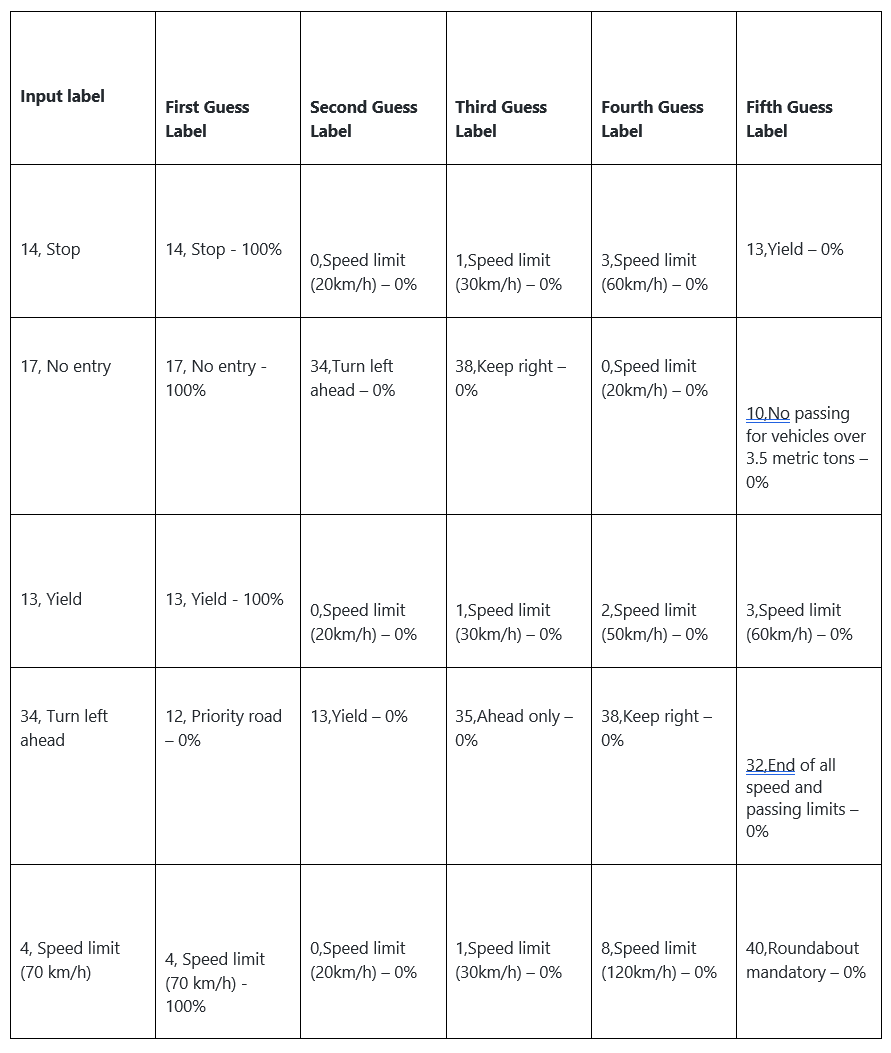 Input label
First Guess
Label
Second Guess
Label
Third Guess
Label
Fourth Guess
Label
Fifth Guess
Label
14, Stop
14, Stop - 100%
0,Speed limit
(20km/h) – 0%
1,Speed limit
(30km/h) – 0%
3,Speed limit
(60km/h) – 0%
13,Yield – 0%
17, No entry
17, No entry -
100%
34,Turn left
ahead – 0%
38,Keep right –
0%
0,Speed limit
(20km/h) – 0%
10,No passing
for vehicles over
3.5 metric tons –
0%
13, Yield
13, Yield - 100%
0,Speed limit
(20km/h) – 0%
1,Speed limit
(30km/h) – 0%
2,Speed limit
(50km/h) – 0%
3,Speed limit
(60km/h) – 0%
34, Turn left
ahead
12, Priority road
– 0%
13,Yield – 0%
35,Ahead only –
0%
38,Keep right –
0%
32,End of all
speed and
passing limits –
0%
4, Speed limit
(70 km/h)
4, Speed limit
(70 km/h) -
100%
0,Speed limit
(20km/h) – 0%
1,Speed limit
(30km/h) – 0%
8,Speed limit
(120km/h) – 0%
40,Roundabout
mandatory – 0%